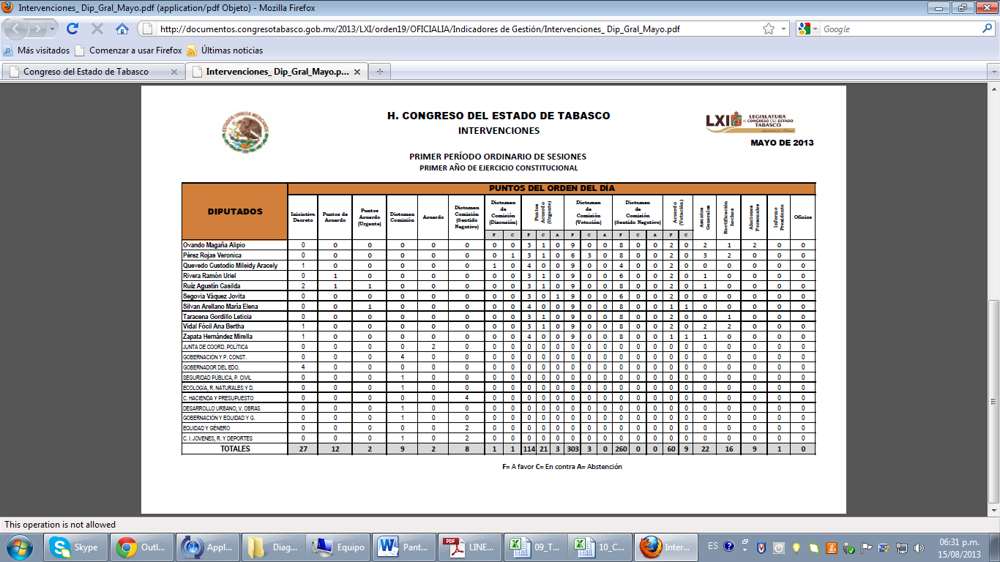 Intervenciones_ Dip_Gral_Mayo.pdf (application/pdf Objeto) - Mozilla Firefox
http://documentos.congresotabasco.gob.mx/2013/LXI/orden19/OFICIALIA/Indicadores de Gestión/Intervenciones_ Dip_Gral_Mayo.pdf
Google
Más visitados Comenzar a usar Firefox Últimas noticias
Congreso del Estado de Tabasco Intervenciones_ Dip_Gral_Mayo.p...
ESTADOS UNIDOS MEXICANOS
H. CONGRESO DEL ESTADO DE TABASCO
INTERVENCIONES
LXI LEGISLATURA
H. CONGRESO DEL ESTADO
TABASCO
MAYO DE 2013
PRIMER PERÍODO ORDINARIO DE SESIONES
PRIMER AÑO DE EJERCICIO CONSTITUCIONAL
DIPUTADOS
PUNTOS DEL ORDEN DEL DÍA
Iniciativa Decreto
Puntos de Acuerdo
Puntos Acuerdo (Urgente)
Dictamen Comisión
Acuerdo
Dictamen Comisión (Sentido Negativo)
Dictamen de Comisión (Discusión)
Puntos Acuerdo (Urgente)
Dictamen de Comisión (Votación)
Dictamen de Comisión (Sentido Negativo)
Acuerdo (Votación)
Asuntos Generales
Rectificación hechos
Alusiones Personales
Informe Presidente
Oficios
F C F C A F C A F C A F C
Ovando Magaña Alipio 0 0 0 0 0 0 0 0 3 1 0 9 0 0 8 0 0 2 0 2 1 2 0 0
Pérez Rojas Veronica 0 0 0 0 0 0 0 1 3 1 0 6 3 0 8 0 0 2 0 3 2 0 0 0
Quevedo Custodio Mileidy Aracely 1 0 0 0 0 0 1 0 4 0 0 9 0 0 4 0 0 2 0 0 0 0 0 0
Rivera Ramón Uriel 0 1 0 0 0 0 0 0 3 1 0 9 0 0 6 0 0 2 0 1 0 0 0 0
Ruíz Agustín Casilda 2 1 1 0 0 0 0 0 3 1 0 9 0 0 8 0 0 2 0 1 0 0 0 0
Segovia Váquez Jovita 0 0 0 0 0 0 0 0 3 0 1 9 0 0 6 0 0 2 0 0 0 0 0 0
Silvan Arellano María Elena 0 0 1 0 0 0 0 0 4 0 0 9 0 0 8 0 0 1 1 0 0 0 0 0
Taracena Gordillo Leticia 0 0 0 0 0 0 0 0 3 1 0 9 0 0 8 0 0 2 0 0 1 0 0 0
Vidal Fócil Ana Bertha 1 0 0 0 0 0 0 0 3 1 0 9 0 0 8 0 0 2 0 2 2 0 0 0
Zapata Hernández Mirella 1 0 0 0 0 0 0 0 4 0 0 9 0 0 8 0 0 1 1 1 0 0 0 0
JUNTA DE COORD. POLÍTICA 0 0 0 0 2 0 0 0 0 0 0 0 0 0 0 0 0 0 0 0 0 0 0 0
GOBERNACIÓN Y P. CONST. 0 0 0 4 0 0 0 0 0 0 0 0 0 0 0 0 0 0 0 0 0 0 0 0
GOBERNADOR DEL EDO. 4 0 0 0 0 0 0 0 0 0 0 0 0 0 0 0 0 0 0 0 0 0 0 0
SEGURIDAD PÚBLICA, P. CIVIL 0 0 0 1 0 0 0 0 0 0 0 0 0 0 0 0 0 0 0 0 0 0 0 0
ECOLOGÍA, R. NATURALES Y D. 0 0 0 1 0 0 0 0 0 0 0 0 0 0 0 0 0 0 0 0 0 0 0 0
C. HACIENDA Y PRESUPUESTO 0 0 0 0 0 4 0 0 0 0 0 0 0 0 0 0 0 0 0 0 0 0 0 0
DESARROLLO URBANO, V. OBRAS 0 0 0 1 0 0 0 0 0 0 0 0 0 0 0 0 0 0 0 0 0 0 0 0
GOBERNACIÓN Y EQUIDAD Y G. 0 0 0 1 0 0 0 0 0 0 0 0 0 0 0 0 0 0 0 0 0 0 0 0
EQUIDAD Y GÉNERO 0 0 0 0 0 2 0 0 0 0 0 0 0 0 0 0 0 0 0 0 0 0 0 0
C. I. JOVENES, R. Y DEPORTES 0 0 0 1 0 2 0 0 0 0 0 0 0 0 0 0 0 0 0 0 0 0 0 0
TOTALES 27 12 2 9 2 8 1 1 114 21 3 303 3 0 260 0 0 60 9 22 16 9 1 0
F= A favor C= En contra A= Abstención
This operation is not allowed
Skype Outl... Appl... Diag... Equipo Pant... LINE... 09_T... 10_C... Inter... ES 06:31 p.m.
15/08/2013